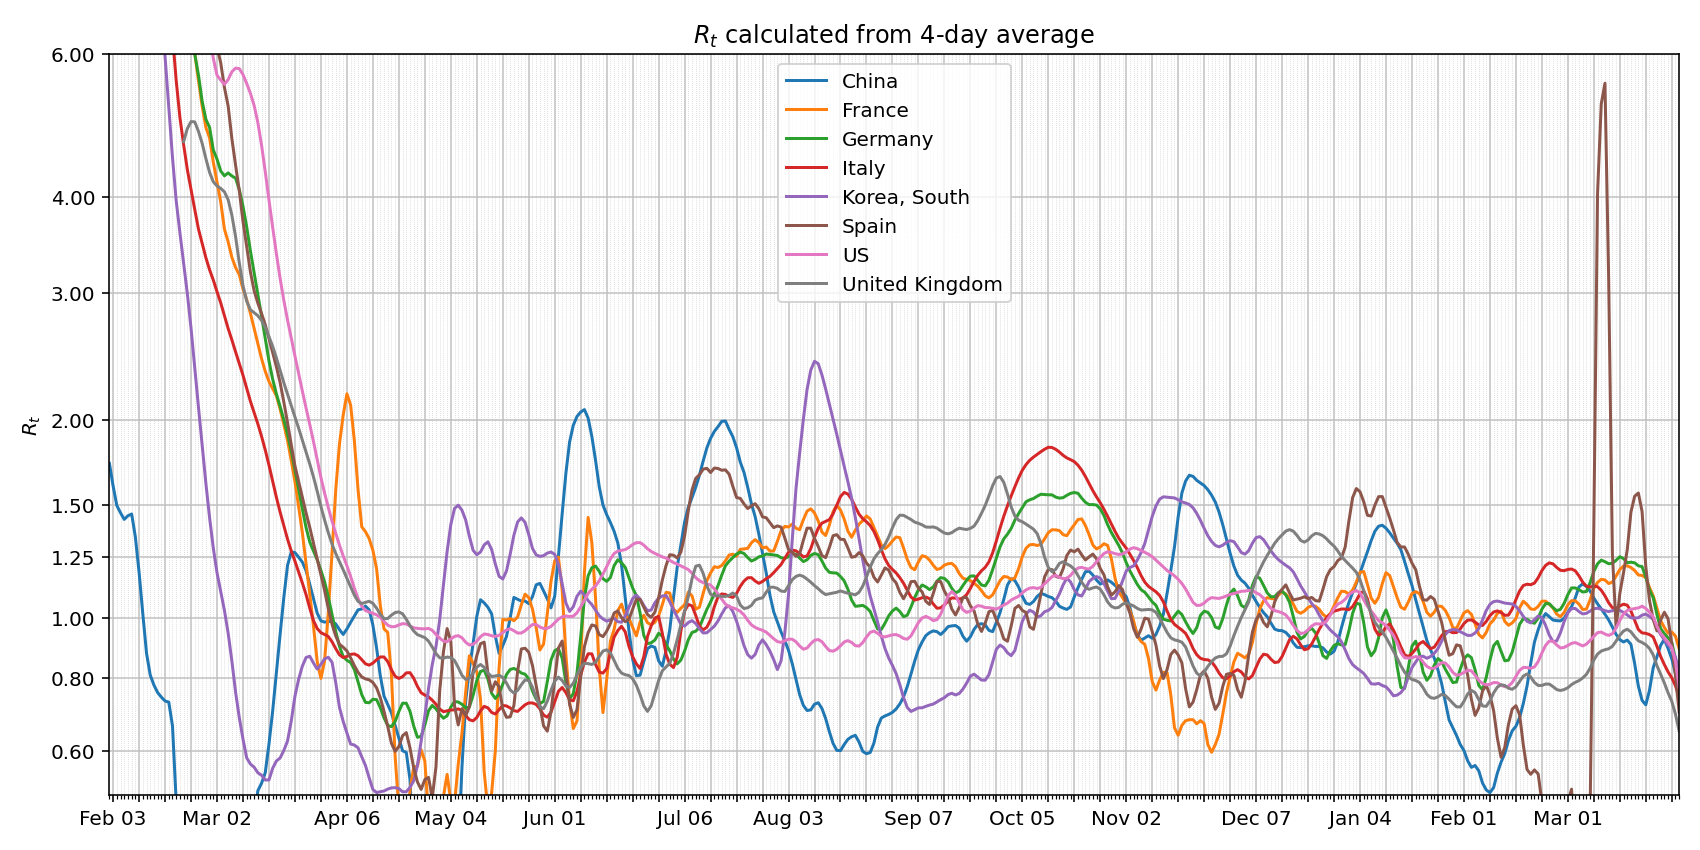 R_t calculated from 4-day average
China
France
Germany
Italy
Korea, South
Spain
US
United Kingdom
R_t
6.00
4.00
3.00
2.00
1.50
1.25
1.00
0.80
0.60
Feb 03 Mar 02 Apr 06 May 04 Jun 01 Jul 06 Aug 03 Sep 07 Oct 05 Nov 02 Dec 07 Jan 04 Feb 01 Mar 01